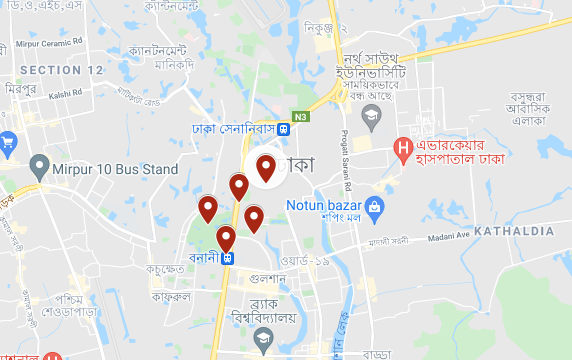 ডি,ও,এইচ,এস
ক্যান্টনমেন্ট
নিকুঞ্জ ২
Mirpur Ceramic Rd
ক্যানটনমেন্ট
মানিকদি
নর্থ সাউথ
ইউনিভার্সিটি
সাময়িকভাবে
বন্ধ আছে
SECTION 12
মিরপুর
Kalshi Rd
মাটিকাটা রোড
বসুন্ধরা
আবাসিক
এলাকা
N3
ঢাকা সেনানিবাস
Pragati Sarani Rd
এভারকেয়ার
হাসপাতাল ঢাকা
Mirpur 10 Bus Stand
ঢাকা
Notun bazar
শপিং মল
মাদানী সরনী
Madani Ave
KATHALDIA
বনানী
ওয়ার্ড-১৯
কচুক্ষেত
গুলশান
কাফরুল
পশ্চিম
শেওড়াপাড়া
ব্র্যাক
বিশ্ববিদ্যালয়
বাড্ডা